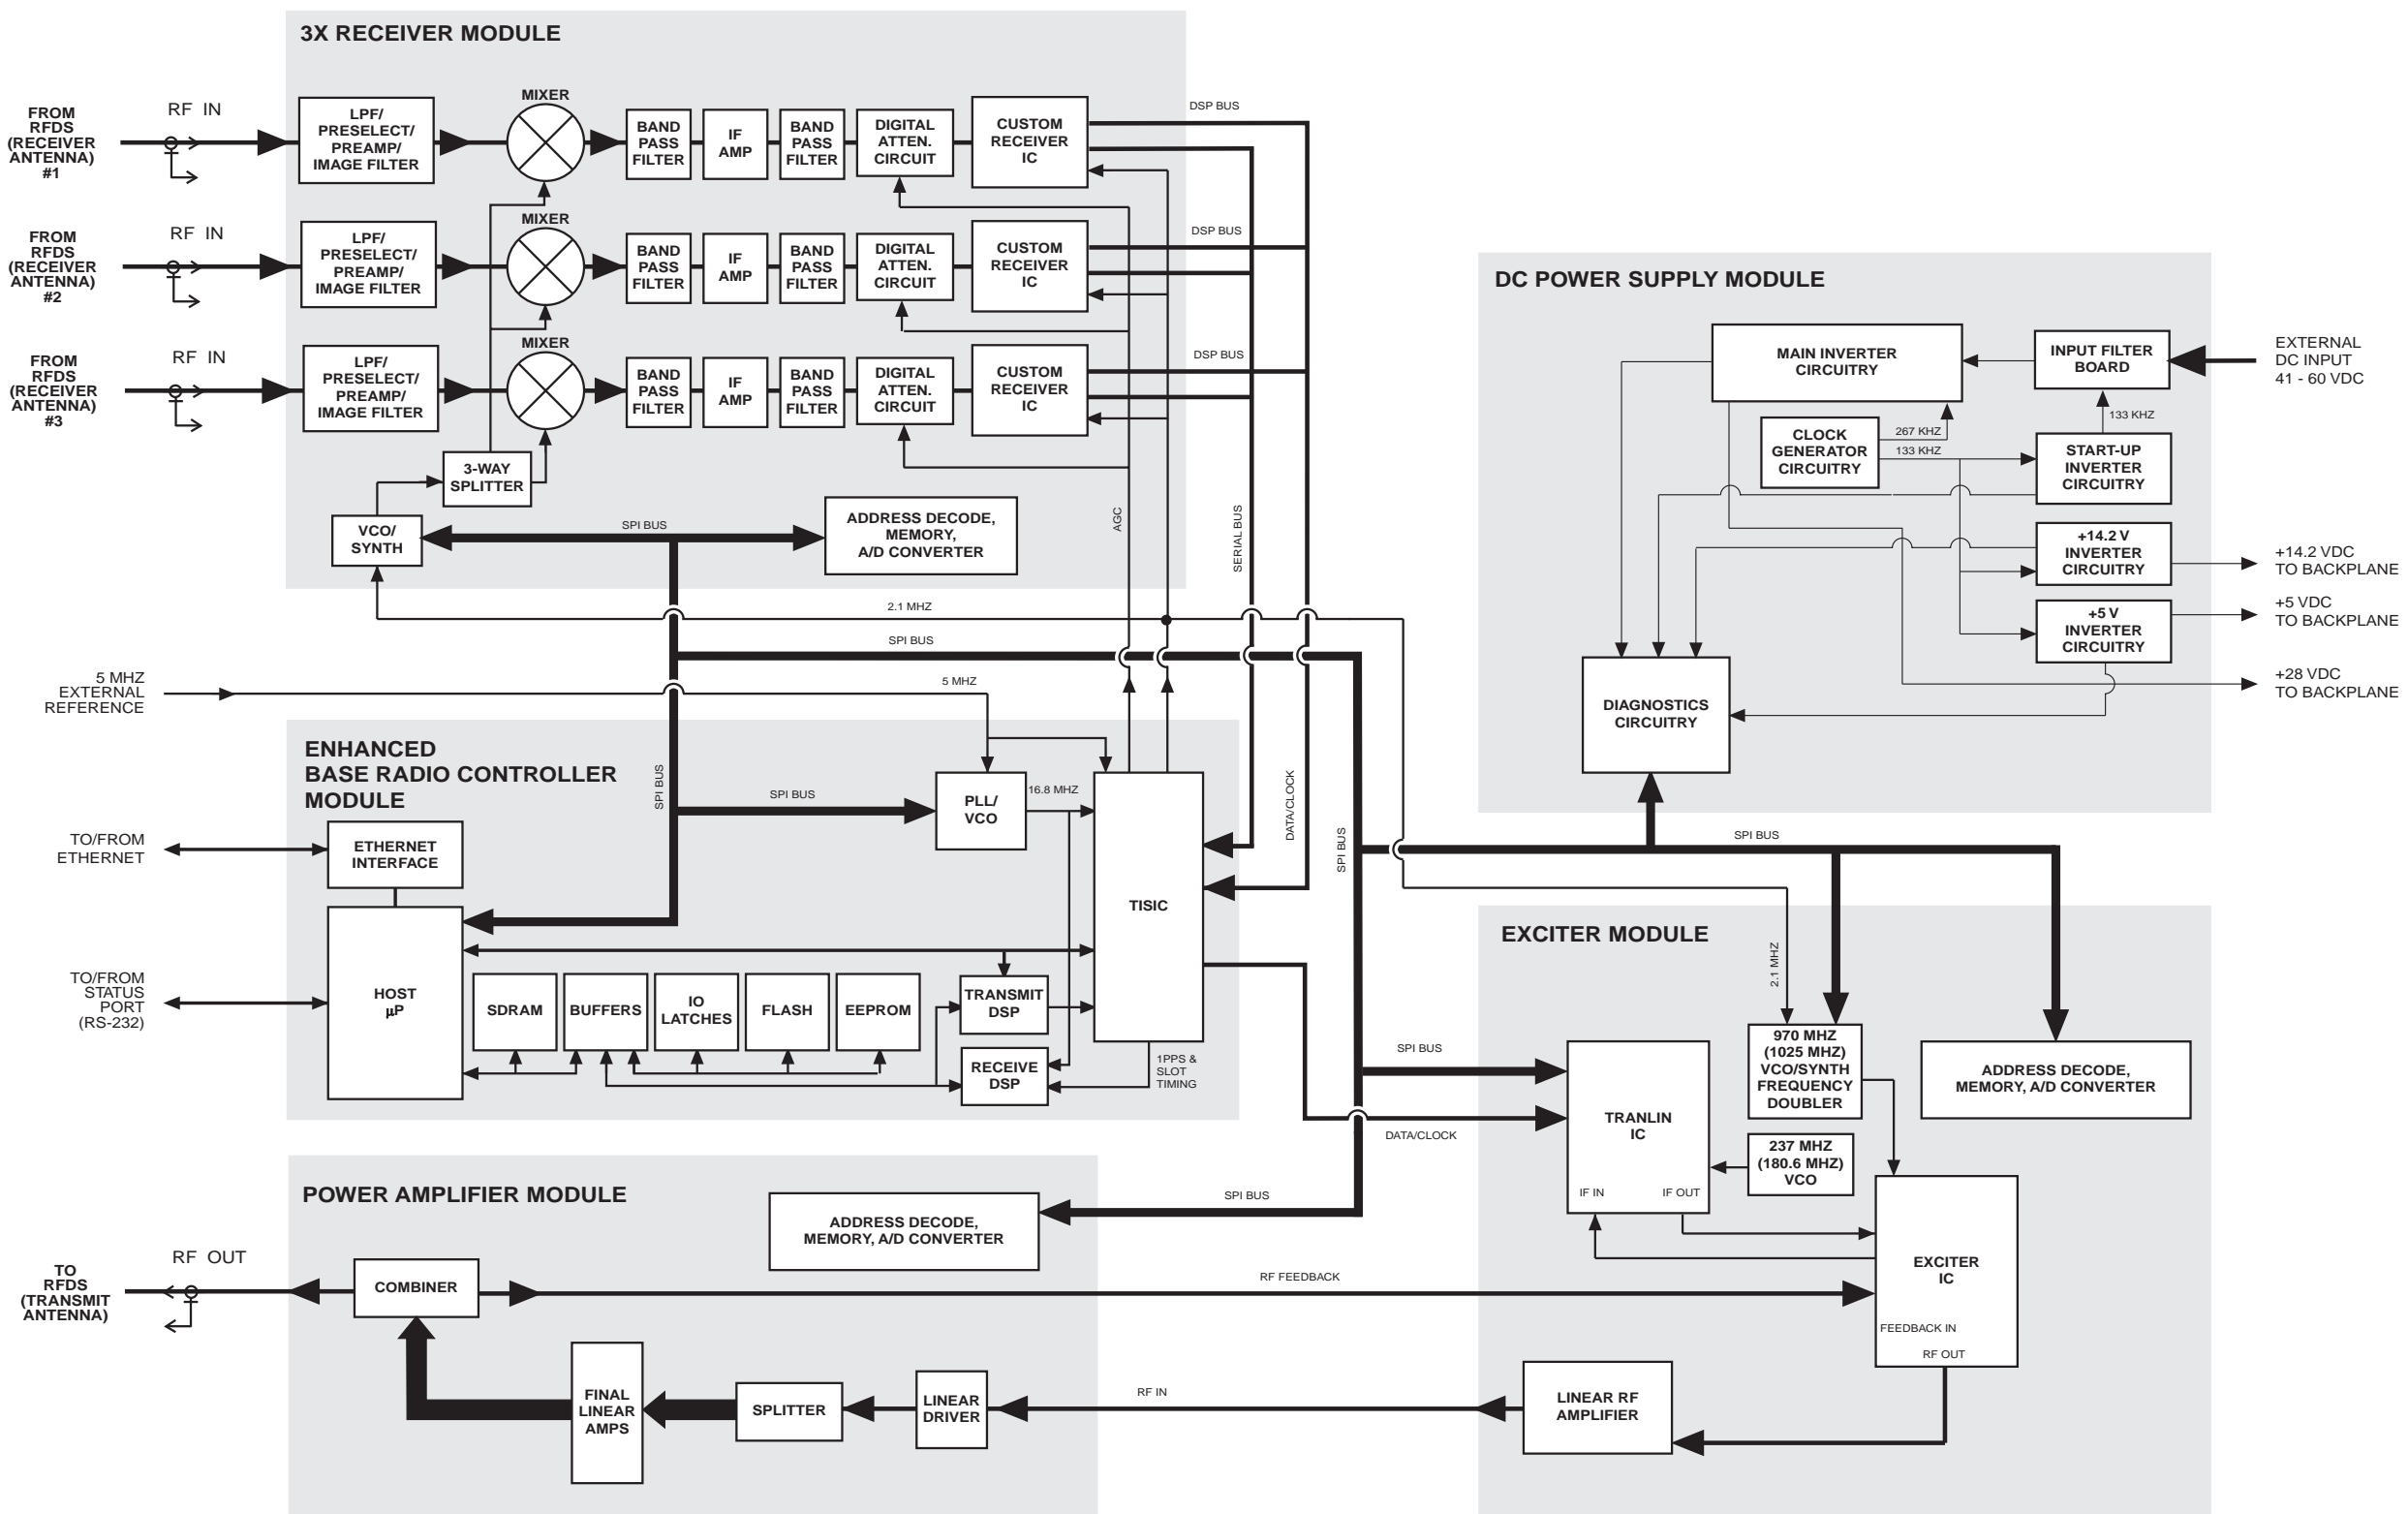 3X RECEIVER MODULE
FROM
RFDS
(RECEIVER
ANTENNA)
#1
RF IN
LPF/
PRESELECT/
PREAMP/
IMAGE FILTER
MIXER
BAND
PASS
FILTER
IF
AMP
BAND
PASS
FILTER
DIGITAL
ATTEN.
CIRCUIT
CUSTOM
RECEIVER
IC
DSP BUS
FROM
RFDS
(RECEIVER
ANTENNA)
#2
RF IN
LPF/
PRESELECT/
PREAMP/
IMAGE FILTER
MIXER
BAND
PASS
FILTER
IF
AMP
BAND
PASS
FILTER
DIGITAL
ATTEN.
CIRCUIT
CUSTOM
RECEIVER
IC
DSP BUS
FROM
RFDS
(RECEIVER
ANTENNA)
#3
RF IN
LPF/
PRESELECT/
PREAMP/
IMAGE FILTER
MIXER
BAND
PASS
FILTER
IF
AMP
BAND
PASS
FILTER
DIGITAL
ATTEN.
CIRCUIT
CUSTOM
RECEIVER
IC
DSP BUS
3-WAY
SPLITTER
VCO/
SYNTH
SPI BUS
ADDRESS DECODE,
MEMORY,
A/D CONVERTER
AGC
SERIAL BUS
2.1 MHZ
SPI BUS
5 MHZ
EXTERNAL
REFERENCE
5 MHZ
DC POWER SUPPLY MODULE
MAIN INVERTER
CIRCUITRY
INPUT FILTER
BOARD
EXTERNAL
DC INPUT
41 - 60 VDC
133 KHZ
CLOCK
GENERATOR
CIRCUITRY
267 KHZ
133 KHZ
START-UP
INVERTER
CIRCUITRY
+14.2 V
INVERTER
CIRCUITRY
+14.2 VDC
TO BACKPLANE
+5 V
INVERTER
CIRCUITRY
+5 VDC
TO BACKPLANE
+28 VDC
TO BACKPLANE
DIAGNOSTICS
CIRCUITRY
SPI BUS
ENHANCED
BASE RADIO CONTROLLER
MODULE
SPI BUS
SPI BUS
PLL/
VCO
16.8 MHZ
TISIC
DATA/CLOCK
SPI BUS
TO/FROM
ETHERNET
ETHERNET
INTERFACE
TO/FROM
STATUS
PORT
(RS-232)
HOST
µP
SDRAM
BUFFERS
IO
LATCHES
FLASH
EEPROM
TRANSMIT
DSP
RECEIVE
DSP
1PPS &
SLOT
TIMING
EXCITER MODULE
2.1 MHZ
SPI BUS
DATA/CLOCK
TRANLIN
IC
IF IN
IF OUT
970 MHZ
(1025 MHZ)
VCO/SYNTH
FREQUENCY
DOUBLER
237 MHZ
(180.6 MHZ)
VCO
ADDRESS DECODE,
MEMORY, A/D CONVERTER
EXCITER
IC
FEEDBACK IN
RF OUT
LINEAR RF
AMPLIFIER
POWER AMPLIFIER MODULE
ADDRESS DECODE,
MEMORY, A/D CONVERTER
SPI BUS
TO
RFDS
(TRANSMIT
ANTENNA)
RF OUT
COMBINER
RF FEEDBACK
FINAL
LINEAR
AMPS
SPLITTER
LINEAR
DRIVER
RF IN